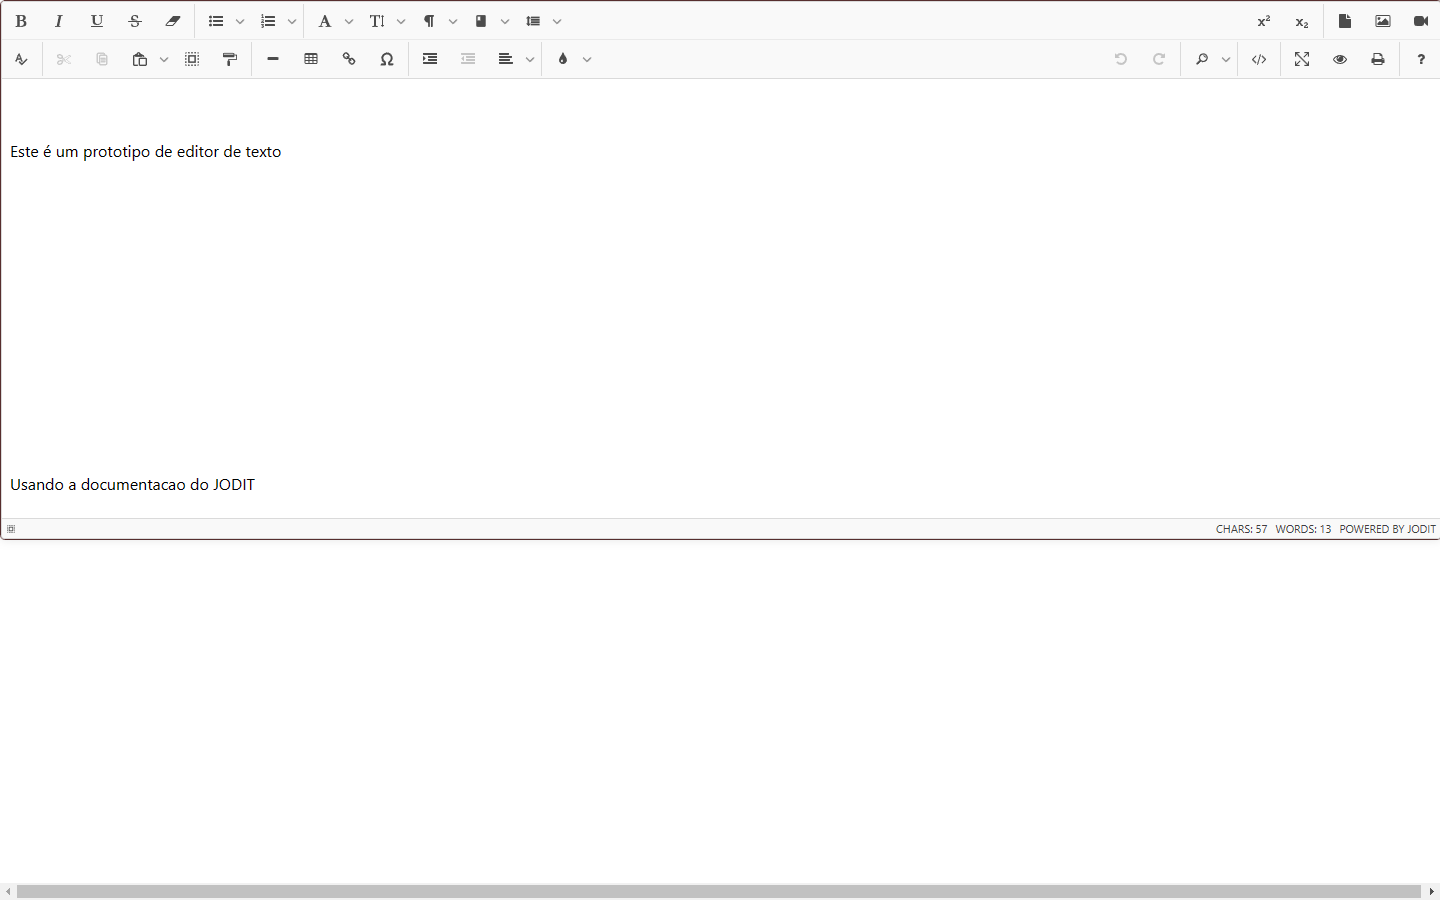 Este é um prototipo de editor de texto
Usando a documentacao do JODIT
CHARS: 57 WORDS: 13 POWERED BY JODIT